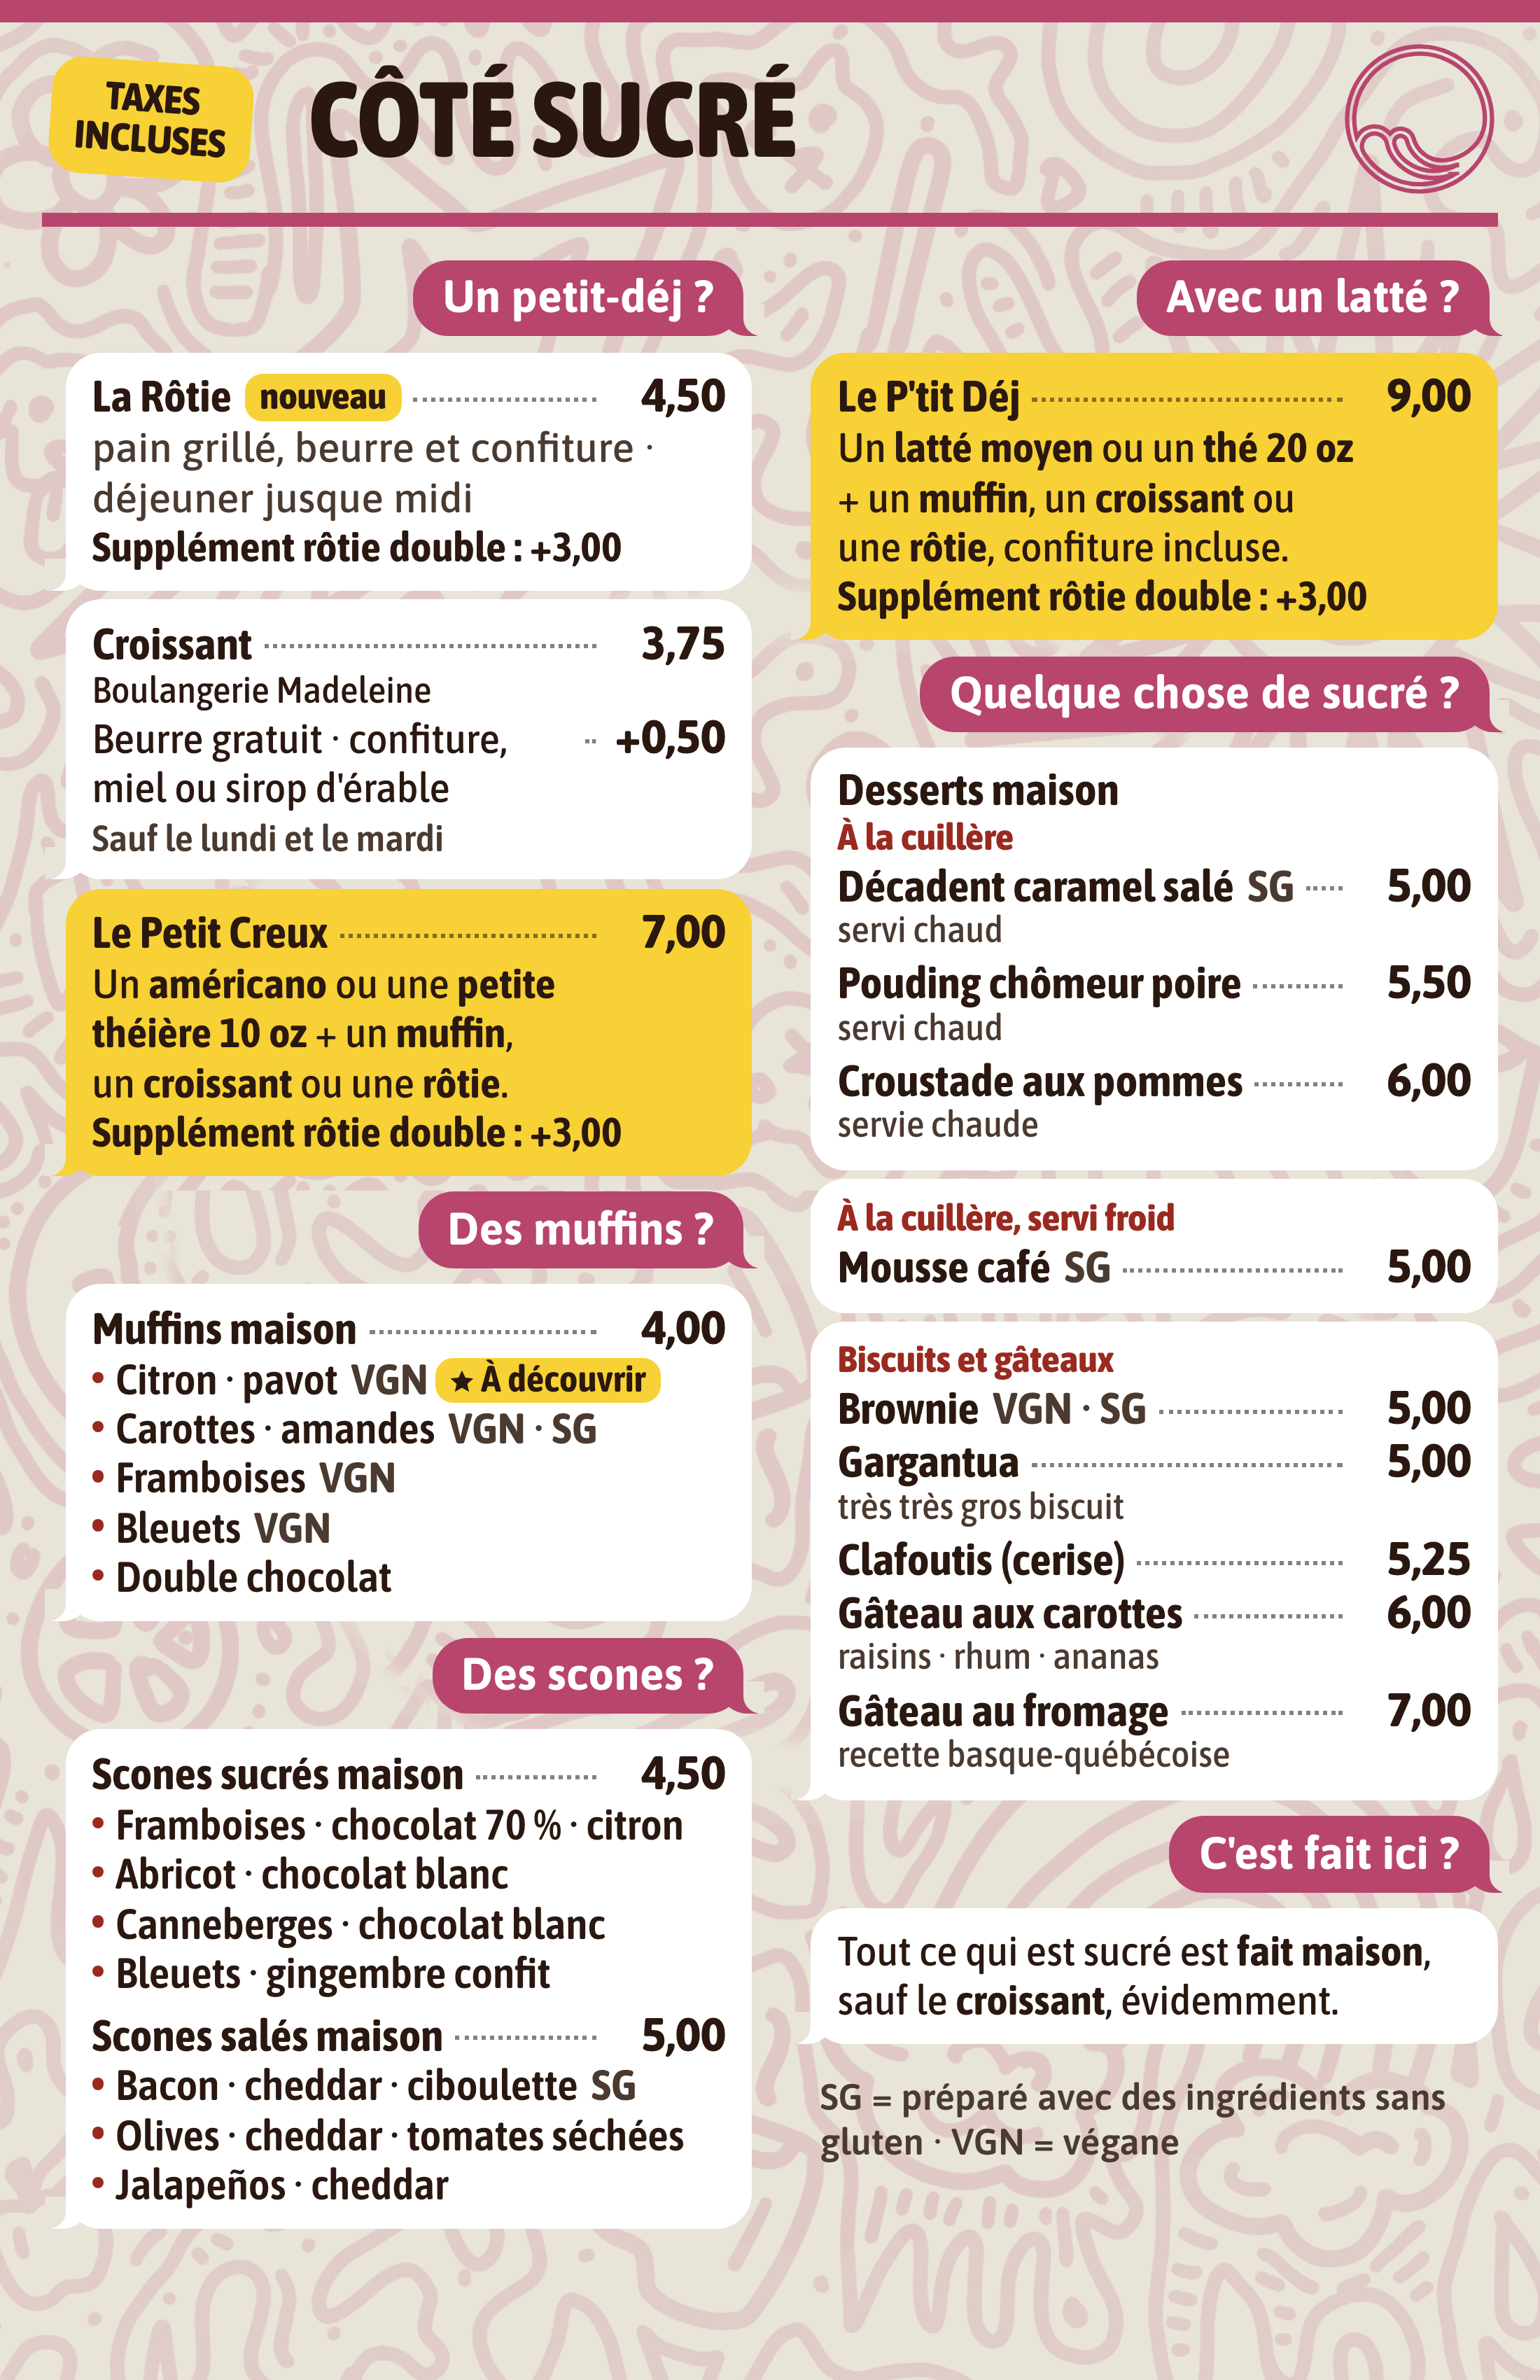 TAXES
INCLUSES
CÔTÉ SUCRÉ
Un petit-déj ?
La Rôtie nouveau 4,50
pain grillé, beurre et confiture ·
déjeuner jusque midi
Supplément rôtie double : +3,00
Croissant 3,75
Boulangerie Madeleine
Beurre gratuit · confiture, +0,50
miel ou sirop d'érable
Sauf le lundi et le mardi
Le Petit Creux 7,00
Un américano ou une petite
théière 10 oz + un muffin,
un croissant ou une rôtie.
Supplément rôtie double : +3,00
Des muffins ?
Muffins maison 4,00
• Citron · pavot VGN ★ À découvrir
• Carottes · amandes VGN · SG
• Framboises VGN
• Bleuets VGN
• Double chocolat
Des scones ?
Scones sucrés maison 4,50
• Framboises · chocolat 70 % · citron
• Abricot · chocolat blanc
• Canneberges · chocolat blanc
• Bleuets · gingembre confit
Scones salés maison 5,00
• Bacon · cheddar · ciboulette SG
• Olives · cheddar · tomates séchées
• Jalapeños · cheddar
Avec un latté ?
Le P'tit Déj 9,00
Un latté moyen ou un thé 20 oz
+ un muffin, un croissant ou
une rôtie, confiture incluse.
Supplément rôtie double : +3,00
Quelque chose de sucré ?
Desserts maison
À la cuillère
Décadent caramel salé SG 5,00
servi chaud
Pouding chômeur poire 5,50
servi chaud
Croustade aux pommes 6,00
servie chaude
À la cuillère, servi froid
Mousse café SG 5,00
Biscuits et gâteaux
Brownie VGN · SG 5,00
Gargantua 5,00
très très gros biscuit
Clafoutis (cerise) 5,25
Gâteau aux carottes 6,00
raisins · rhum · ananas
Gâteau au fromage 7,00
recette basque-québécoise
C'est fait ici ?
Tout ce qui est sucré est fait maison,
sauf le croissant, évidemment.
SG = préparé avec des ingrédients sans
gluten · VGN = végane